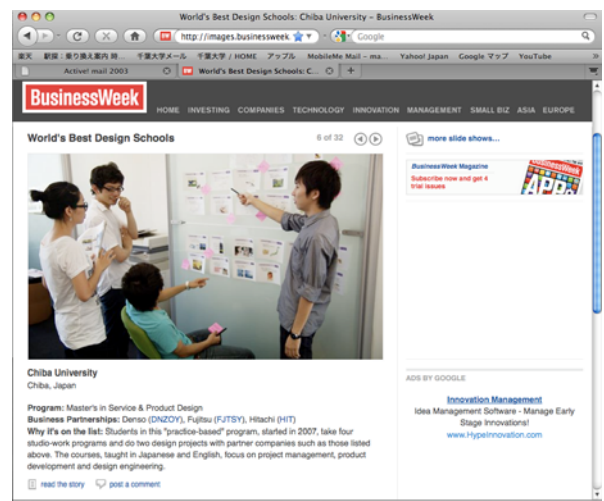 World's Best Design Schools: Chiba University – BusinessWeek
http://images.businessweek.
Google
楽天 駅探：乗り換え案内 時... 千葉大学メール 千葉大学 / HOME アップル MobileMe Mail – ma... Yahoo! Japan Google マップ YouTube
Active! mail 2003 World's Best Design Schools: C...
BusinessWeek
HOME INVESTING COMPANIES TECHNOLOGY INNOVATION MANAGEMENT SMALL BIZ ASIA EUROPE
World's Best Design Schools 6 of 32
more slide shows...
BusinessWeek Magazine
Subscribe now and get 4
trial issues
Chiba University
Chiba, Japan
Program: Master's in Service & Product Design
Business Partnerships: Denso (DNZOY), Fujitsu (FJTSY), Hitachi (HIT)
Why it's on the list: Students in this "practice-based" program, started in 2007, take four
studio-work programs and do two design projects with partner companies such as those listed
above. The courses, taught in Japanese and English, focus on project management, product
development and design engineering.
read the story post a comment
ADS BY GOOGLE
Innovation Management
Idea Management Software - Manage Early
Stage Innovations!
www.HypeInnovation.com